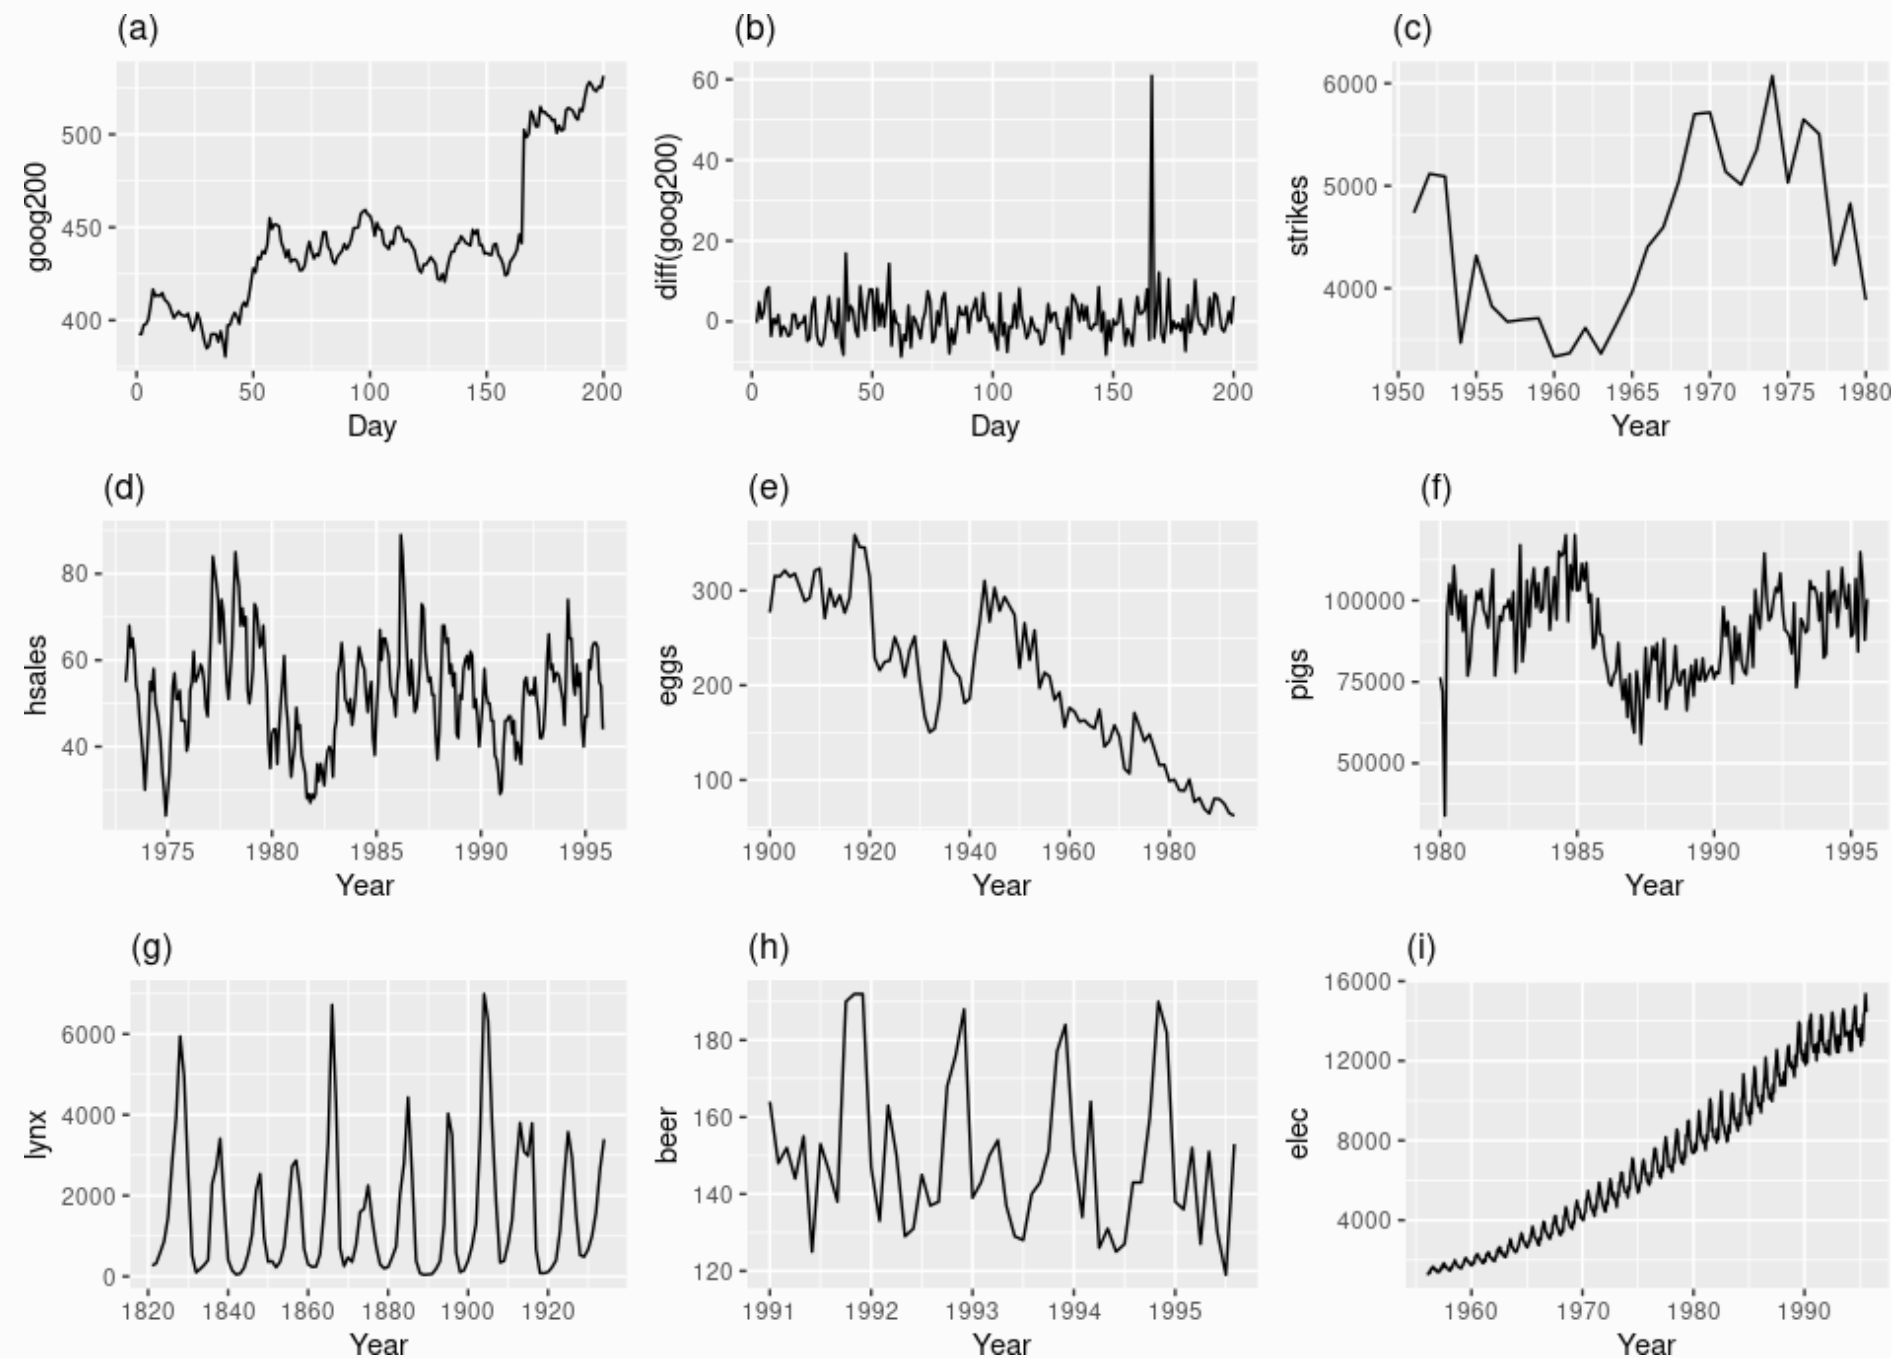 (a)
goog200
500
450
400
0 50 100 150 200
Day
(b)
diff(goog200)
60
40
20
0
0 50 100 150 200
Day
(c)
strikes
6000
5000
4000
1950 1955 1960 1965 1970 1975 1980
Year
(d)
hsales
80
60
40
1975 1980 1985 1990 1995
Year
(e)
eggs
300
200
100
1900 1920 1940 1960 1980
Year
(f)
pigs
100000
75000
50000
1980 1985 1990 1995
Year
(g)
lynx
6000
4000
2000
0
1820 1840 1860 1880 1900 1920
Year
(h)
beer
180
160
140
120
1991 1992 1993 1994 1995
Year
(i)
elec
16000
12000
8000
4000
1960 1970 1980 1990
Year